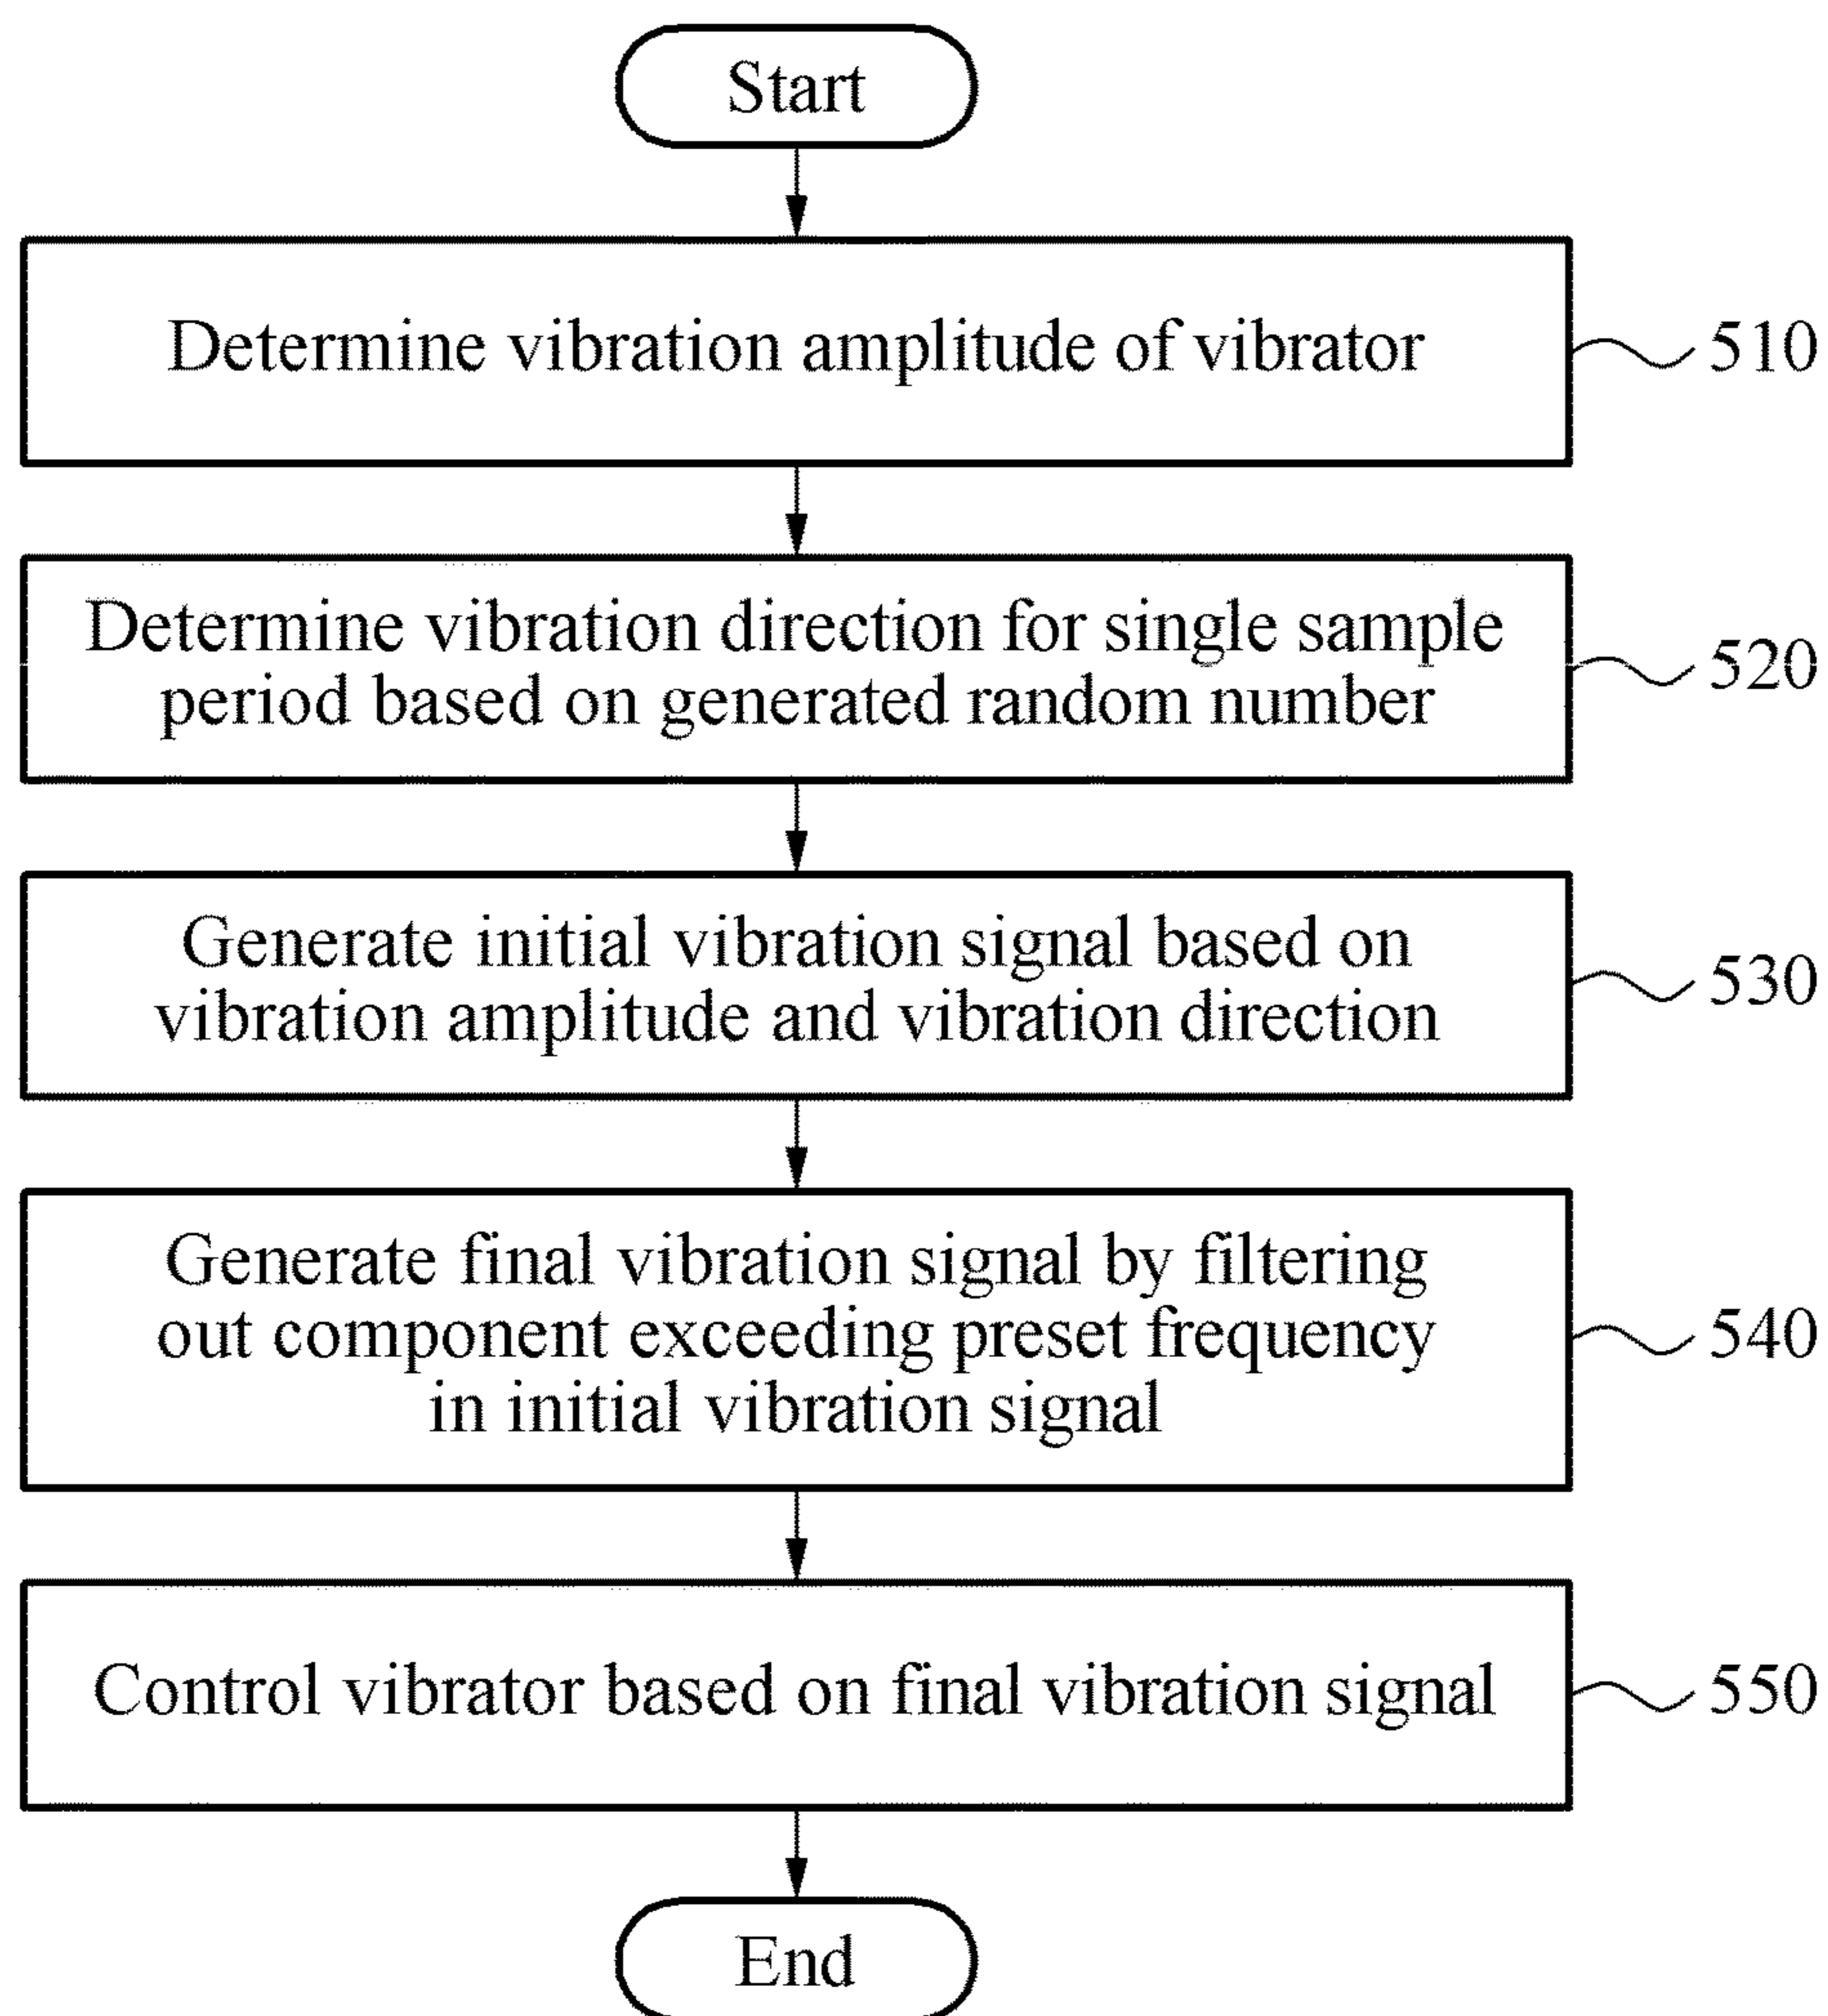 Start
Determine vibration amplitude of vibrator
510
Determine vibration direction for single sample
period based on generated random number
520
Generate initial vibration signal based on
vibration amplitude and vibration direction
530
Generate final vibration signal by filtering
out component exceeding preset frequency
in initial vibration signal
540
Control vibrator based on final vibration signal
550
End